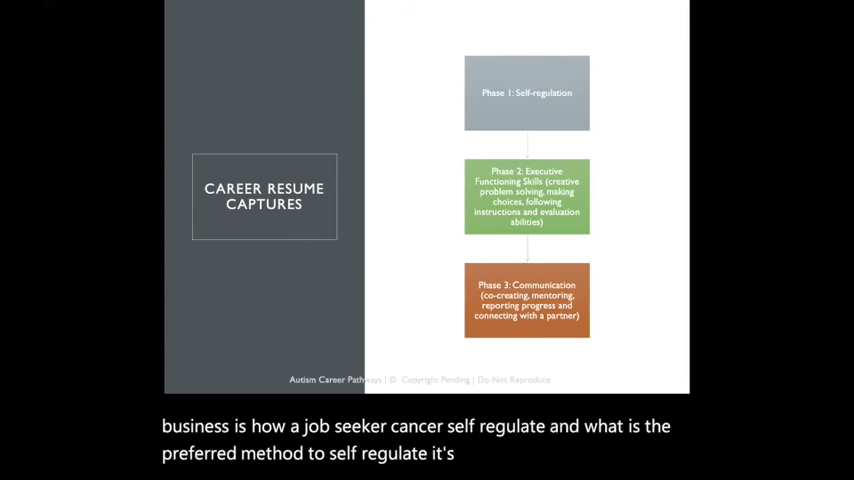 CAREER RESUME
CAPTURES
Phase 1: Self-regulation
Phase 2: Executive
Functioning Skills (creative
problem solving, making
choices, following
instructions and evaluation
abilities)
Phase 3: Communication
(co-creating, mentoring,
reporting progress and
connecting with a partner)
Autism Career Pathways | © Copyright Pending | Do Not Reproduce
business is how a job seeker cancer self regulate and what is the
preferred method to self regulate it's